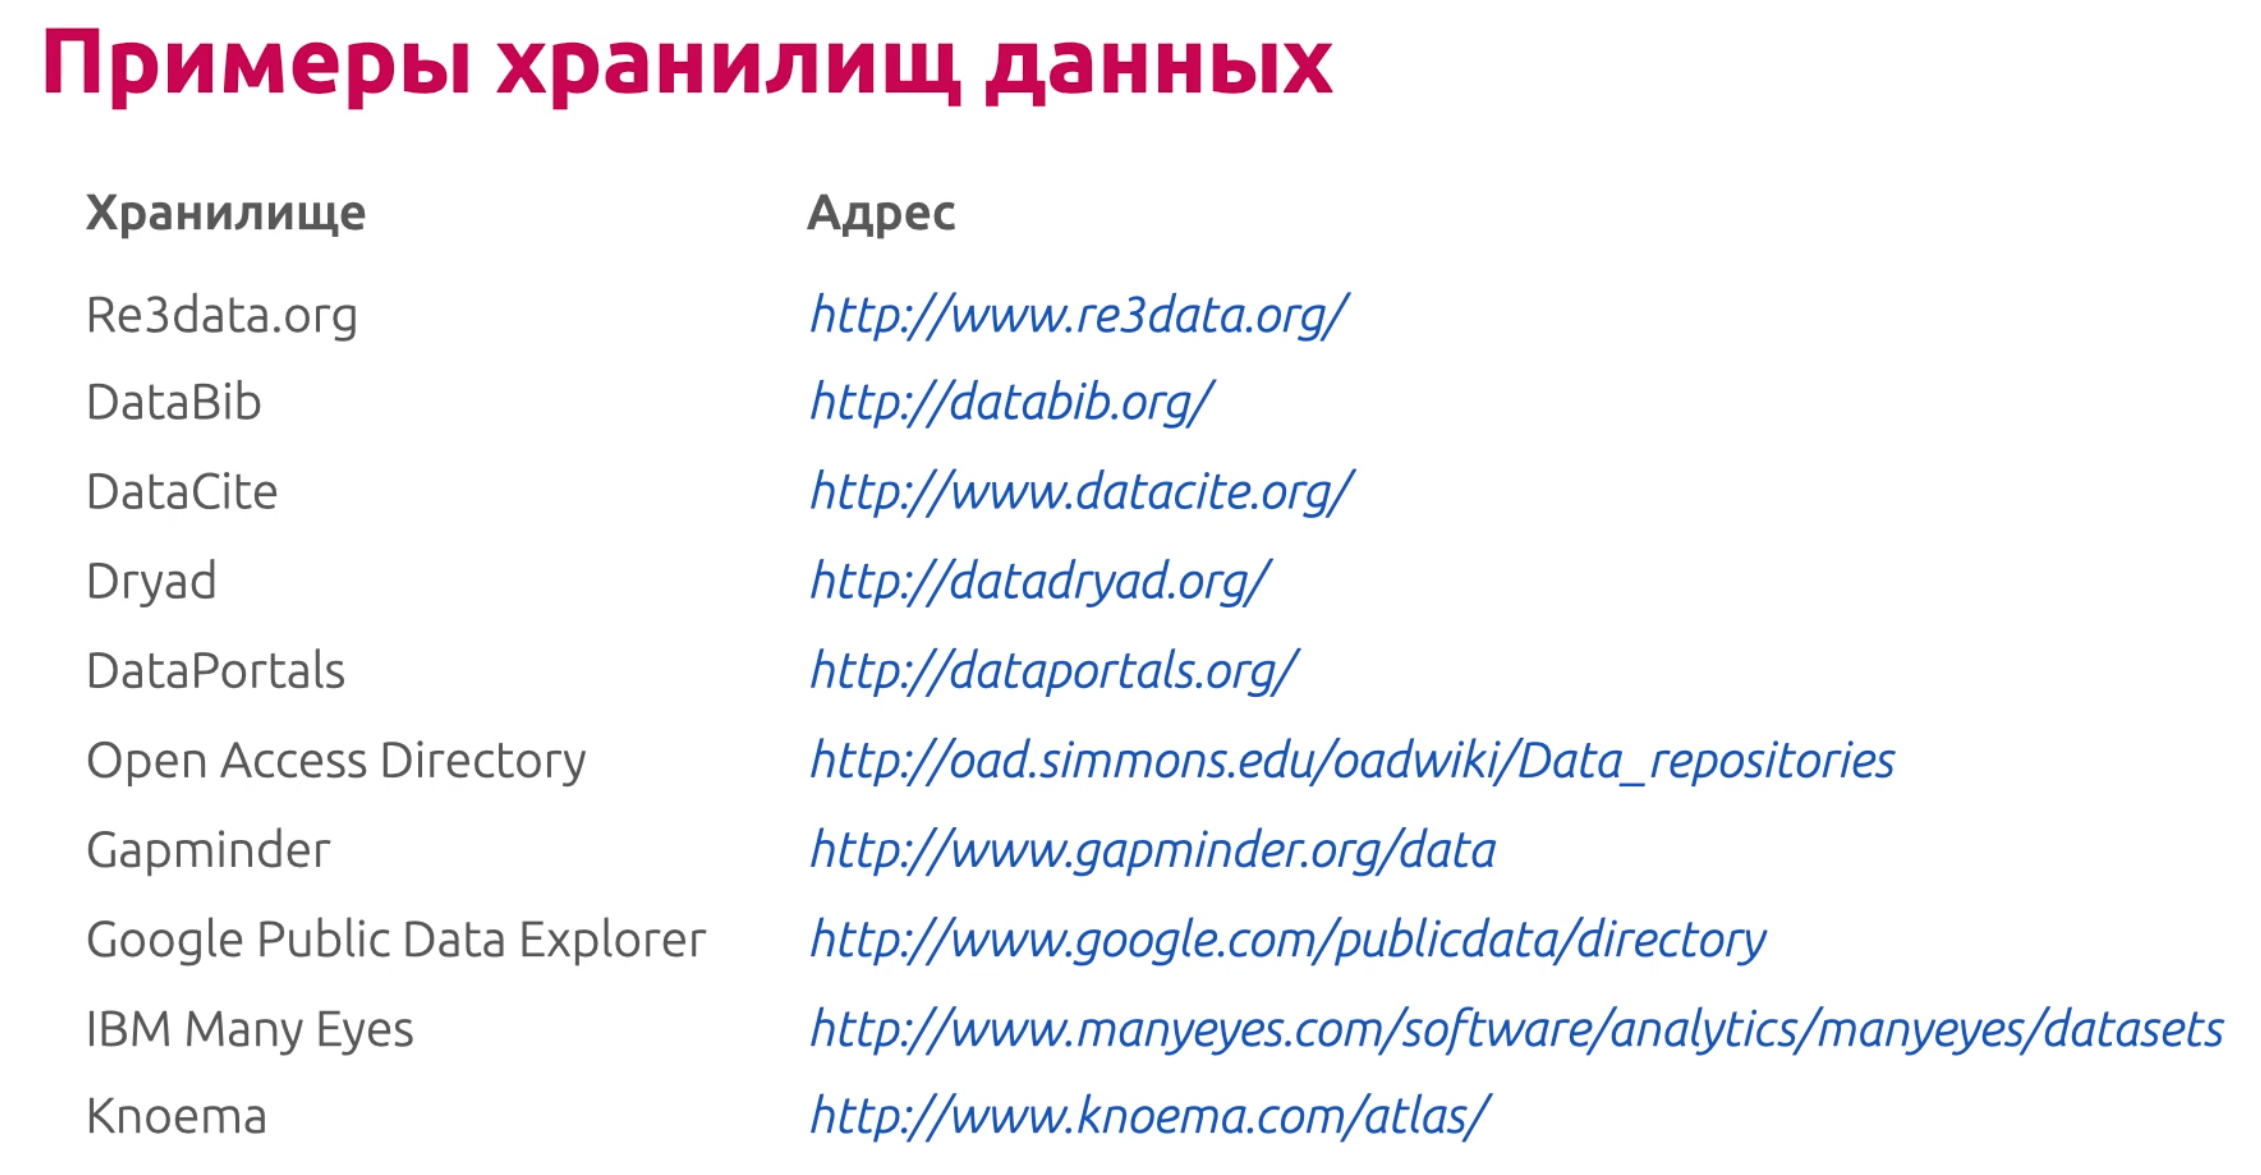 Примеры хранилищ данных
Хранилище Адрес
Re3data.org http://www.re3data.org/
DataBib http://databib.org/
DataCite http://www.datacite.org/
Dryad http://datadryad.org/
DataPortals http://dataportals.org/
Open Access Directory http://oad.simmons.edu/oadwiki/Data_repositories
Gapminder http://www.gapminder.org/data
Google Public Data Explorer http://www.google.com/publicdata/directory
IBM Many Eyes http://www.manyeyes.com/software/analytics/manyeyes/datasets
Knoema http://www.knoema.com/atlas/